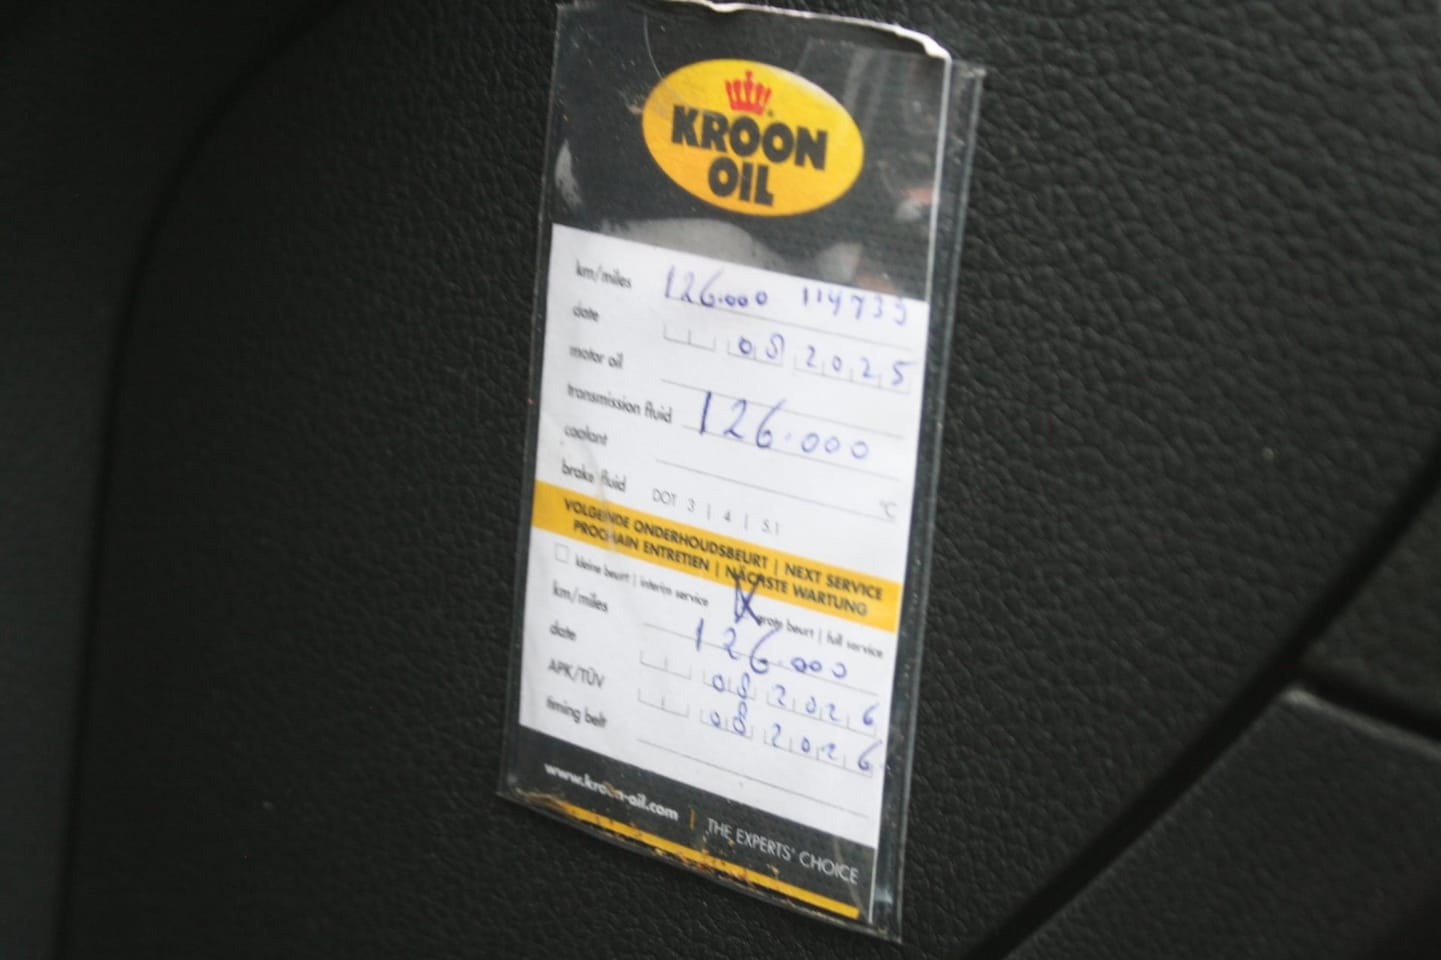 KROON
OIL
km/miles 126.000 114733
date 08 2025
motor oil
transmission fluid 126.000
coolant °C
brake fluid DOT 3 | 4 | 5.1
VOLGENDE ONDERHOUDSBEURT | NEXT SERVICE
PROCHAIN ENTRETIEN | NÄCHSTE WARTUNG
kleine beurt | interim service X grote beurt | full service
km/miles 126.000
date 08 2026
APK/TÜV 08 2026
timing belt
www.kroon-oil.com | THE EXPERTS' CHOICE